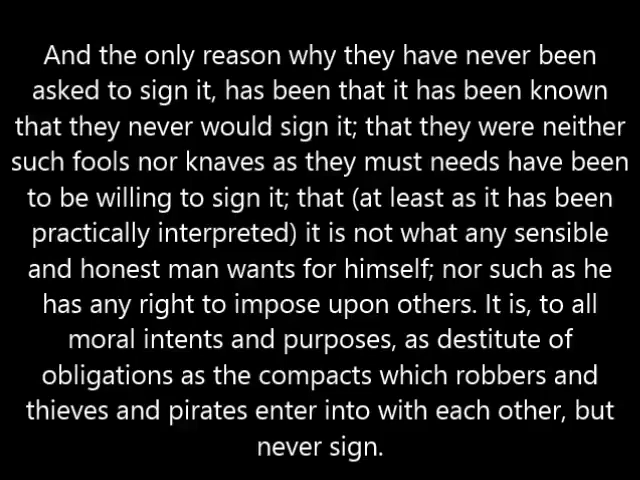 And the only reason why they have never been
asked to sign it, has been that it has been known
that they never would sign it; that they were neither
such fools nor knaves as they must needs have been
to be willing to sign it; that (at least as it has been
practically interpreted) it is not what any sensible
and honest man wants for himself; nor such as he
has any right to impose upon others. It is, to all
moral intents and purposes, as destitute of
obligations as the compacts which robbers and
thieves and pirates enter into with each other, but
never sign.